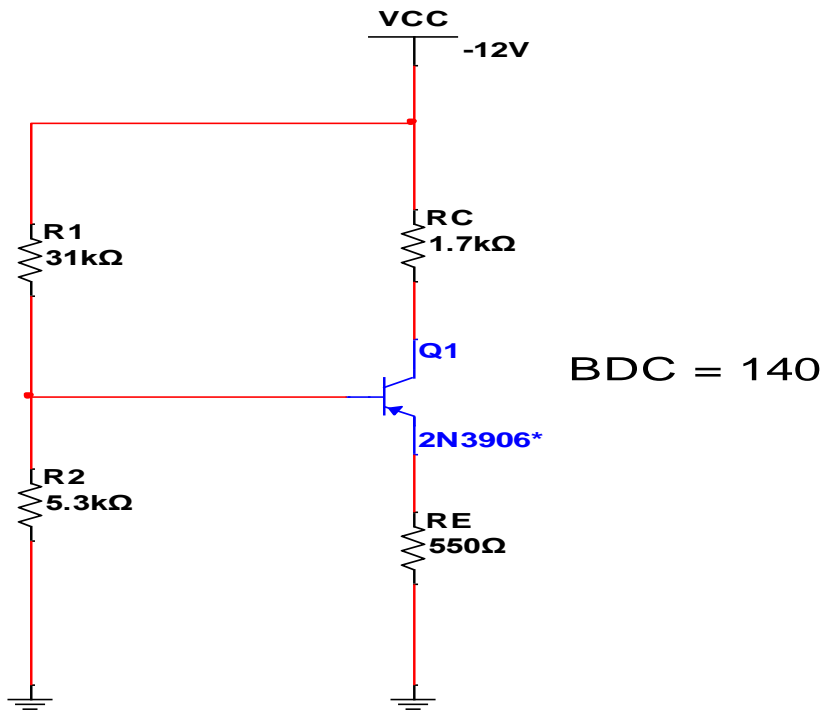 VCC
-12V
R1
31kΩ
RC
1.7kΩ
Q1
BDC = 140
2N3906*
R2
5.3kΩ
RE
550Ω